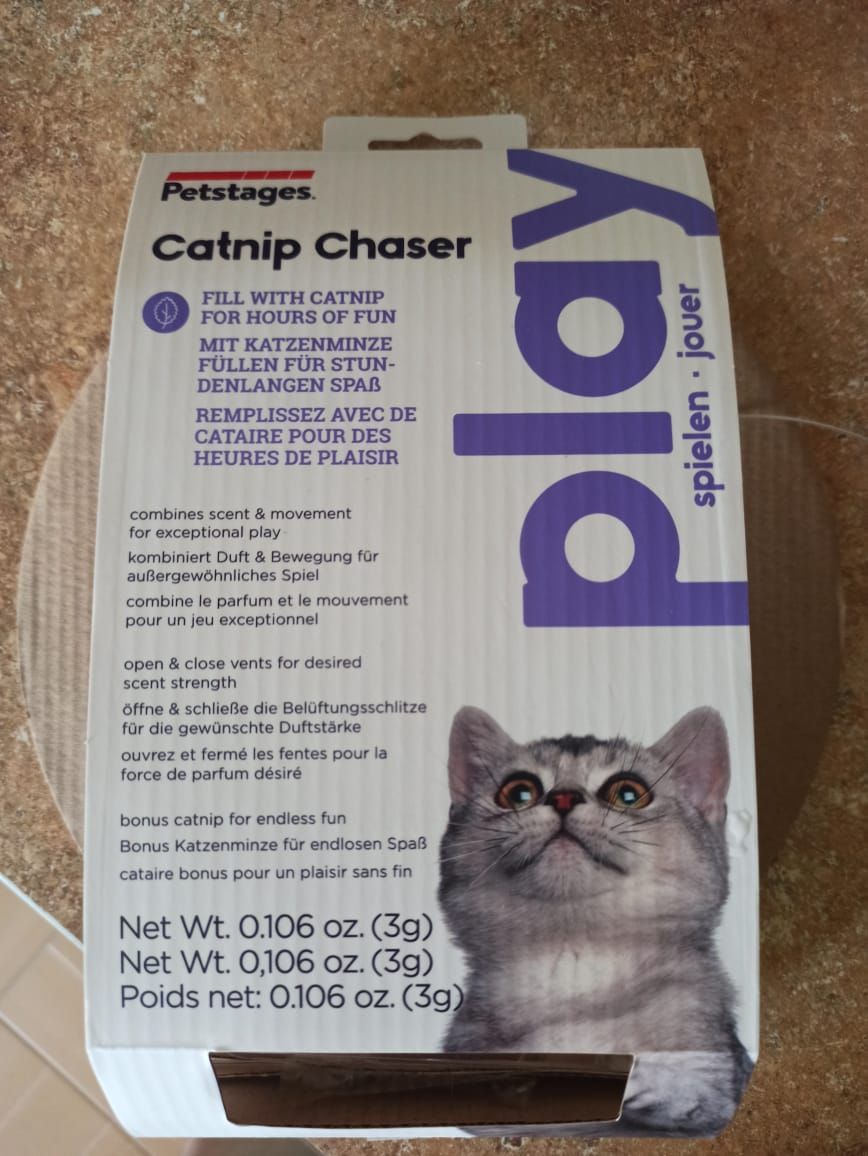 Petstages.
Catnip Chaser
FILL WITH CATNIP
FOR HOURS OF FUN
MIT KATZENMINZE
FÜLLEN FÜR STUN-
DENLANGEN SPAß
REMPLISSEZ AVEC DE
CATAIRE POUR DES
HEURES DE PLAISIR
play
spielen · jouer
combines scent & movement
for exceptional play
kombiniert Duft & Bewegung für
außergewöhnliches Spiel
combine le parfum et le mouvement
pour un jeu exceptionnel
open & close vents for desired
scent strength
öffne & schließe die Belüftungsschlitze
für die gewünschte Duftstärke
ouvrez et fermé les fentes pour la
force de parfum désiré
bonus catnip for endless fun
Bonus Katzenminze für endlosen Spaß
cataire bonus pour un plaisir sans fin
Net Wt. 0.106 oz. (3g)
Net Wt. 0,106 oz. (3g)
Poids net: 0.106 oz. (3g)